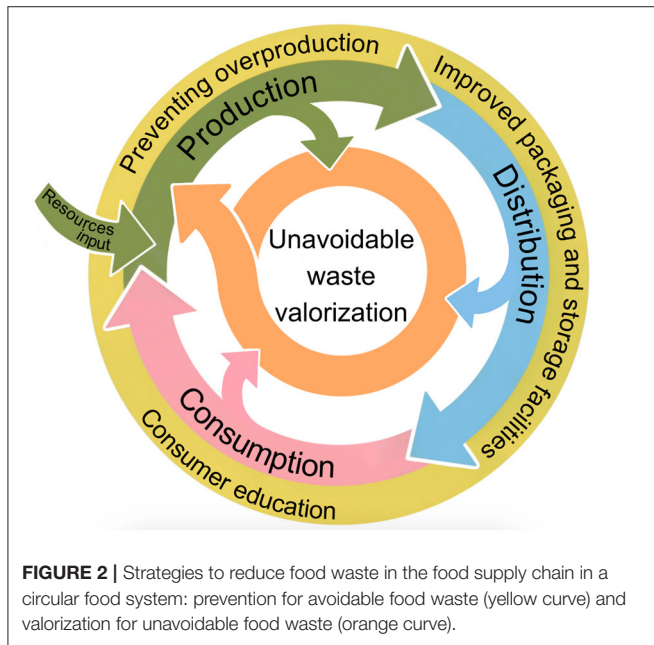 Preventing overproduction
Improved packaging and storage facilities
Production
Resources
input
Distribution
Unavoidable
waste
valorization
Consumption
Consumer education
FIGURE 2 | Strategies to reduce food waste in the food supply chain in a
circular food system: prevention for avoidable food waste (yellow curve) and
valorization for unavoidable food waste (orange curve).